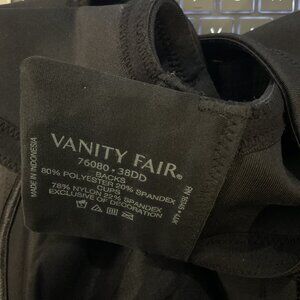 VANITY FAIR®
76080 • 38DD
BACKS
80% POLYESTER 20% SPANDEX
CUPS
78% NYLON 22% SPANDEX
EXCLUSIVE OF DECORATION
MADE IN INDONESIA